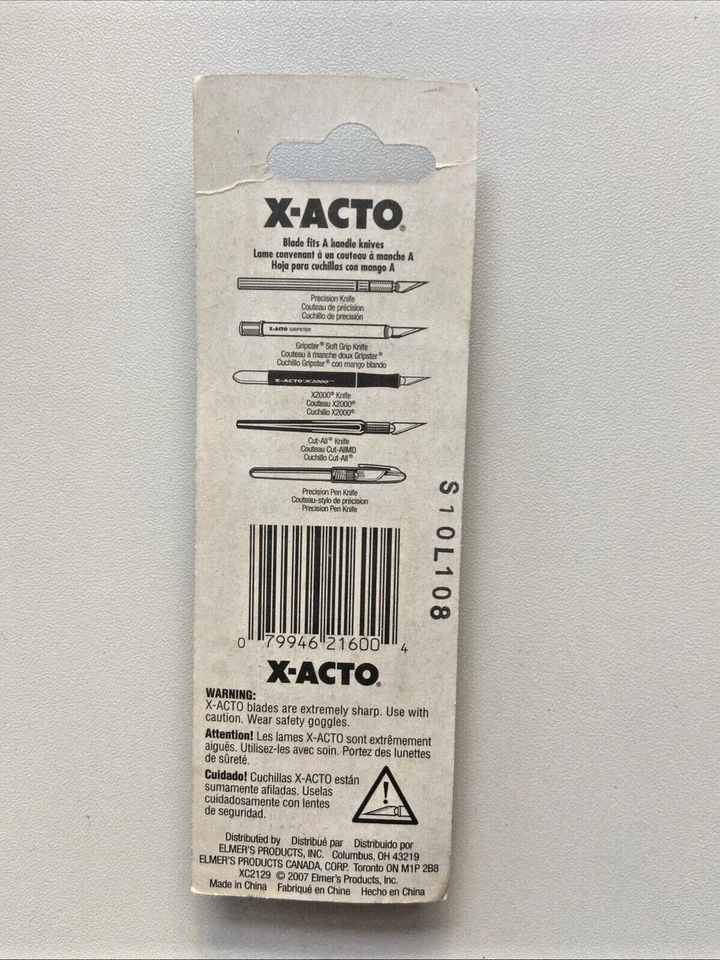 X-ACTO®
Blade fits A handle knives
Lame convenant à un couteau à manche A
Hoja para cuchillas con mango A
Precision Knife
Couteau de précision
Cuchillo de precisión
X-ACTO GRIPSTER
Gripster® Soft Grip Knife
Couteau à manche doux Gripster®
Cuchillo Gripster® con mango blando
X-ACTO X2000™
X2000® Knife
Couteau X2000®
Cuchillo X2000®
Cut-All® Knife
Couteau Cut-AllMD
Cuchillo Cut-All®
Precision Pen Knife
Couteau-stylo de précision
Precision Pen Knife
S10L108
0 79946 21600 4
X-ACTO®
WARNING:
X-ACTO blades are extremely sharp. Use with
caution. Wear safety goggles.
Attention! Les lames X-ACTO sont extrêmement
aiguës. Utilisez-les avec soin. Portez des lunettes
de sûreté.
Cuidado! Cuchillas X-ACTO están
sumamente afiladas. Uselas
cuidadosamente con lentes
de seguridad.
!
Distributed by Distribué par Distribuido por
ELMER'S PRODUCTS, INC. Columbus, OH 43219
ELMER'S PRODUCTS CANADA, CORP. Toronto ON M1P 2B8
XC2129 © 2007 Elmer's Products, Inc.
Made in China Fabriqué en Chine Hecho en China